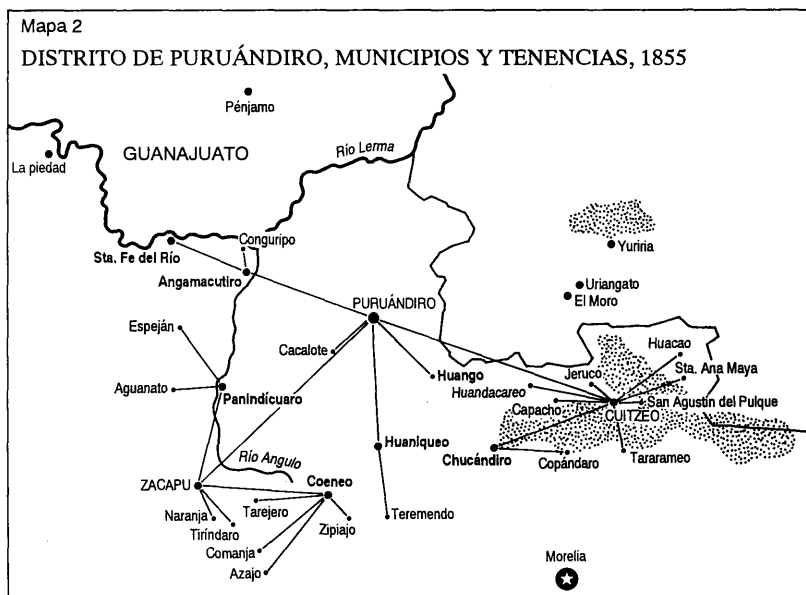 Mapa 2
DISTRITO DE PURUÁNDIRO, MUNICIPIOS Y TENENCIAS, 1855
Pénjamo
La piedad
GUANAJUATO
Río Lerma
Conguripo
Sta. Fe del Río
Angamacutiro
Yuriria
Uriangato
El Moro
PURUÁNDIRO
Espeján
Cacalote
Huacao
Aguanato
Panindícuaro
Huango
Huandacareo
Jeruco
Sta. Ana Maya
Capacho
San Agustín del Pulque
CUITZEO
Huaniqueo
Chucándiro
Copándaro
Tararameo
Río Angulo
ZACAPU
Coeneo
Naranja
Tiríndaro
Tarejero
Zipiajo
Teremendo
Comanja
Azajo
Morelia